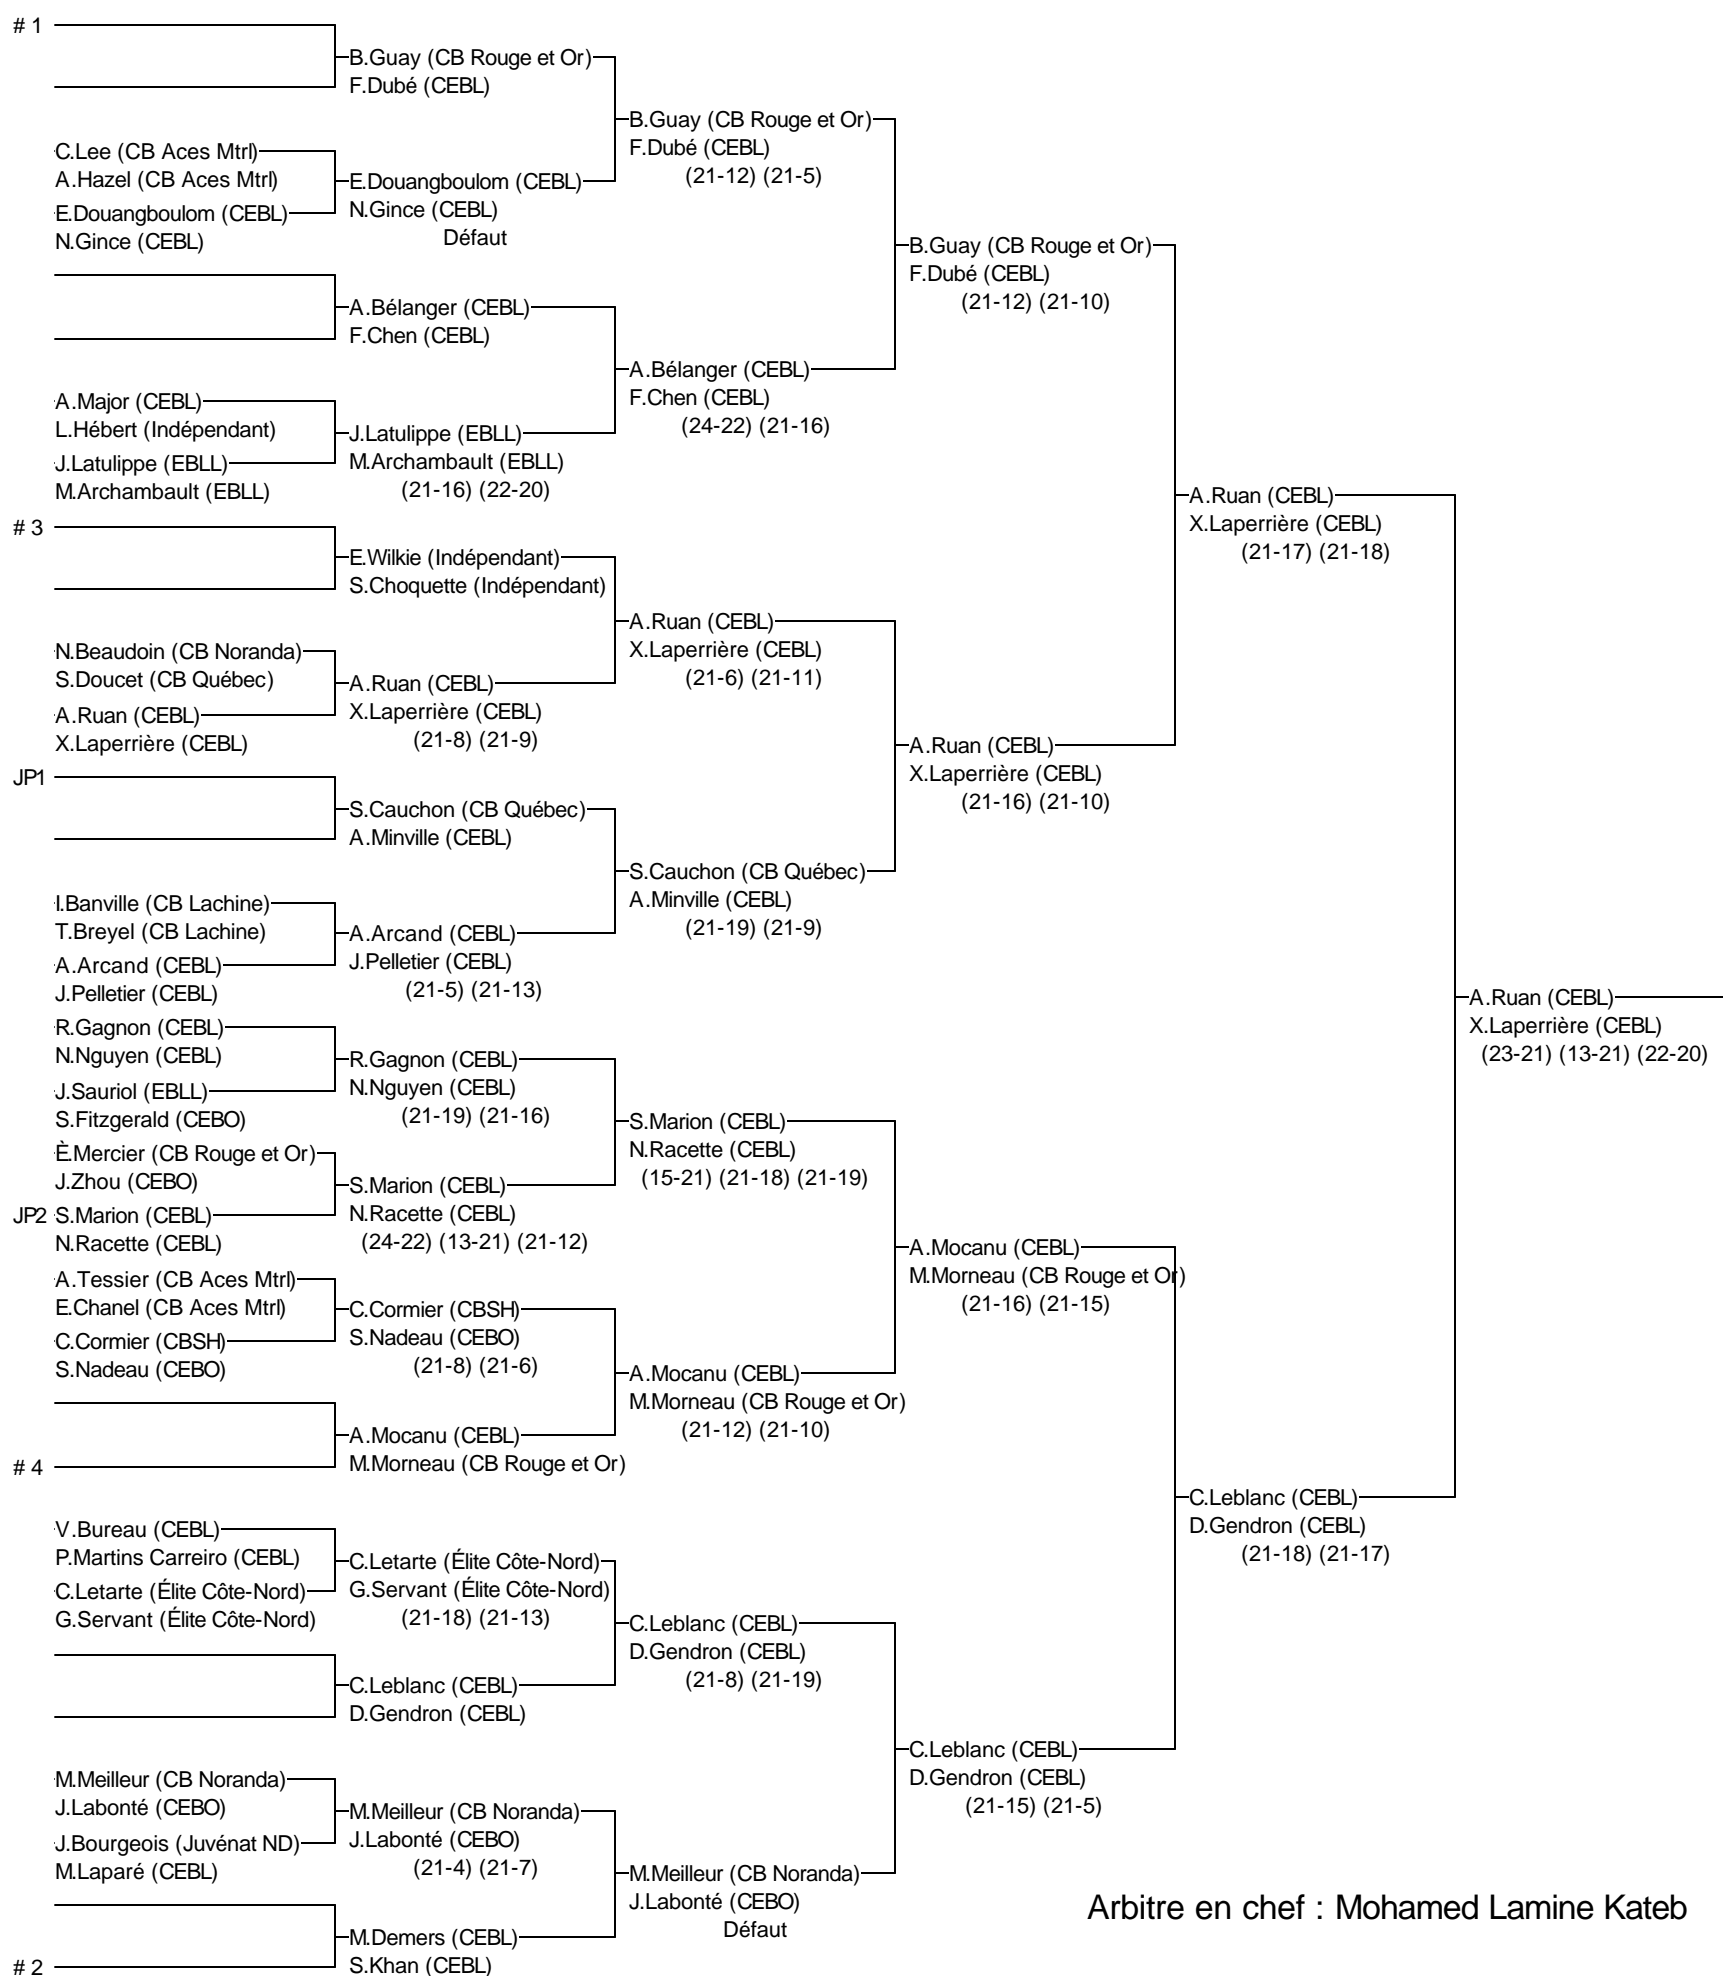 # 1
B.Guay (CB Rouge et Or)
F.Dubé (CEBL)
B.Guay (CB Rouge et Or)
F.Dubé (CEBL)
(21-12) (21-5)
C.Lee (CB Aces Mtrl)
A.Hazel (CB Aces Mtrl)
E.Douangboulom (CEBL)
N.Gince (CEBL)
E.Douangboulom (CEBL)
N.Gince (CEBL)
Défaut
B.Guay (CB Rouge et Or)
F.Dubé (CEBL)
(21-12) (21-10)
A.Bélanger (CEBL)
F.Chen (CEBL)
A.Bélanger (CEBL)
F.Chen (CEBL)
(24-22) (21-16)
A.Major (CEBL)
L.Hébert (Indépendant)
J.Latulippe (EBLL)
M.Archambault (EBLL)
J.Latulippe (EBLL)
M.Archambault (EBLL)
(21-16) (22-20)
A.Ruan (CEBL)
X.Laperrière (CEBL)
(21-17) (21-18)
# 3
E.Wilkie (Indépendant)
S.Choquette (Indépendant)
A.Ruan (CEBL)
X.Laperrière (CEBL)
(21-6) (21-11)
N.Beaudoin (CB Noranda)
S.Doucet (CB Québec)
A.Ruan (CEBL)
X.Laperrière (CEBL)
A.Ruan (CEBL)
X.Laperrière (CEBL)
(21-8) (21-9)
A.Ruan (CEBL)
X.Laperrière (CEBL)
(21-16) (21-10)
JP1
S.Cauchon (CB Québec)
A.Minville (CEBL)
S.Cauchon (CB Québec)
A.Minville (CEBL)
(21-19) (21-9)
I.Banville (CB Lachine)
T.Breyel (CB Lachine)
A.Arcand (CEBL)
J.Pelletier (CEBL)
A.Arcand (CEBL)
J.Pelletier (CEBL)
(21-5) (21-13)
A.Ruan (CEBL)
X.Laperrière (CEBL)
(23-21) (13-21) (22-20)
R.Gagnon (CEBL)
N.Nguyen (CEBL)
J.Sauriol (EBLL)
S.Fitzgerald (CEBO)
R.Gagnon (CEBL)
N.Nguyen (CEBL)
(21-19) (21-16)
S.Marion (CEBL)
N.Racette (CEBL)
(15-21) (21-18) (21-19)
È.Mercier (CB Rouge et Or)
J.Zhou (CEBO)
JP2 S.Marion (CEBL)
N.Racette (CEBL)
S.Marion (CEBL)
N.Racette (CEBL)
(24-22) (13-21) (21-12)
A.Mocanu (CEBL)
M.Morneau (CB Rouge et Or)
(21-16) (21-15)
A.Tessier (CB Aces Mtrl)
E.Chanel (CB Aces Mtrl)
C.Cormier (CBSH)
S.Nadeau (CEBO)
C.Cormier (CBSH)
S.Nadeau (CEBO)
(21-8) (21-6)
A.Mocanu (CEBL)
M.Morneau (CB Rouge et Or)
(21-12) (21-10)
A.Mocanu (CEBL)
M.Morneau (CB Rouge et Or)
# 4
C.Leblanc (CEBL)
D.Gendron (CEBL)
(21-18) (21-17)
V.Bureau (CEBL)
P.Martins Carreiro (CEBL)
C.Letarte (Élite Côte-Nord)
G.Servant (Élite Côte-Nord)
C.Letarte (Élite Côte-Nord)
G.Servant (Élite Côte-Nord)
(21-18) (21-13)
C.Leblanc (CEBL)
D.Gendron (CEBL)
(21-8) (21-19)
C.Leblanc (CEBL)
D.Gendron (CEBL)
C.Leblanc (CEBL)
D.Gendron (CEBL)
(21-15) (21-5)
M.Meilleur (CB Noranda)
J.Labonté (CEBO)
J.Bourgeois (Juvénat ND)
M.Laparé (CEBL)
M.Meilleur (CB Noranda)
J.Labonté (CEBO)
(21-4) (21-7)
M.Meilleur (CB Noranda)
J.Labonté (CEBO)
Défaut
M.Demers (CEBL)
S.Khan (CEBL)
# 2
Arbitre en chef : Mohamed Lamine Kateb